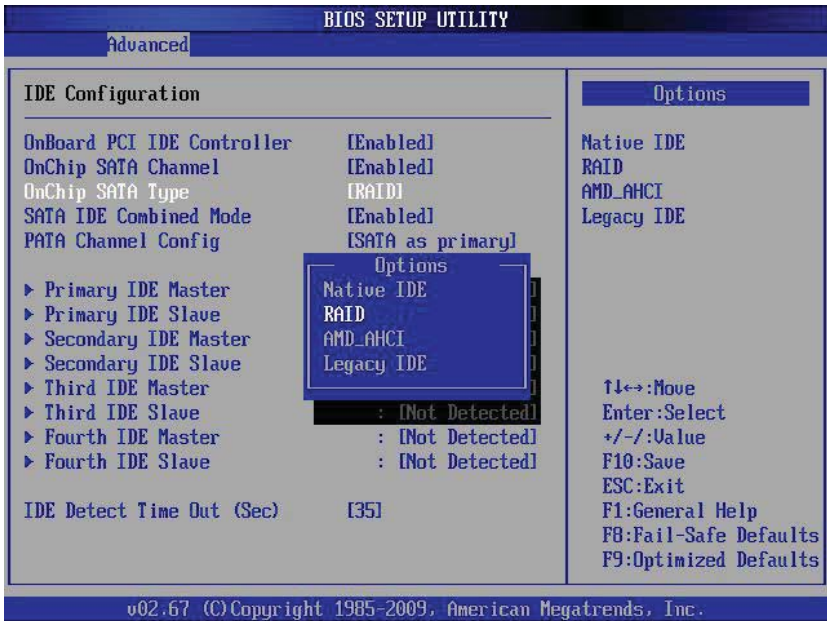 BIOS SETUP UTILITY
Advanced
IDE Configuration
OnBoard PCI IDE Controller [Enabled]
OnChip SATA Channel [Enabled]
OnChip SATA Type [RAID]
SATA IDE Combined Mode [Enabled]
PATA Channel Config [SATA as primary]
▶ Primary IDE Master
▶ Primary IDE Slave
▶ Secondary IDE Master
▶ Secondary IDE Slave
▶ Third IDE Master
▶ Third IDE Slave : [Not Detected]
▶ Fourth IDE Master : [Not Detected]
▶ Fourth IDE Slave : [Not Detected]
IDE Detect Time Out (Sec) [35]
Options
Native IDE
RAID
AMD_AHCI
Legacy IDE
Options
Native IDE
RAID
AMD_AHCI
Legacy IDE
↑↓←→:Move
Enter:Select
+/-/:Value
F10:Save
ESC:Exit
F1:General Help
F8:Fail-Safe Defaults
F9:Optimized Defaults
v02.67 (C)Copyright 1985-2009, American Megatrends, Inc.